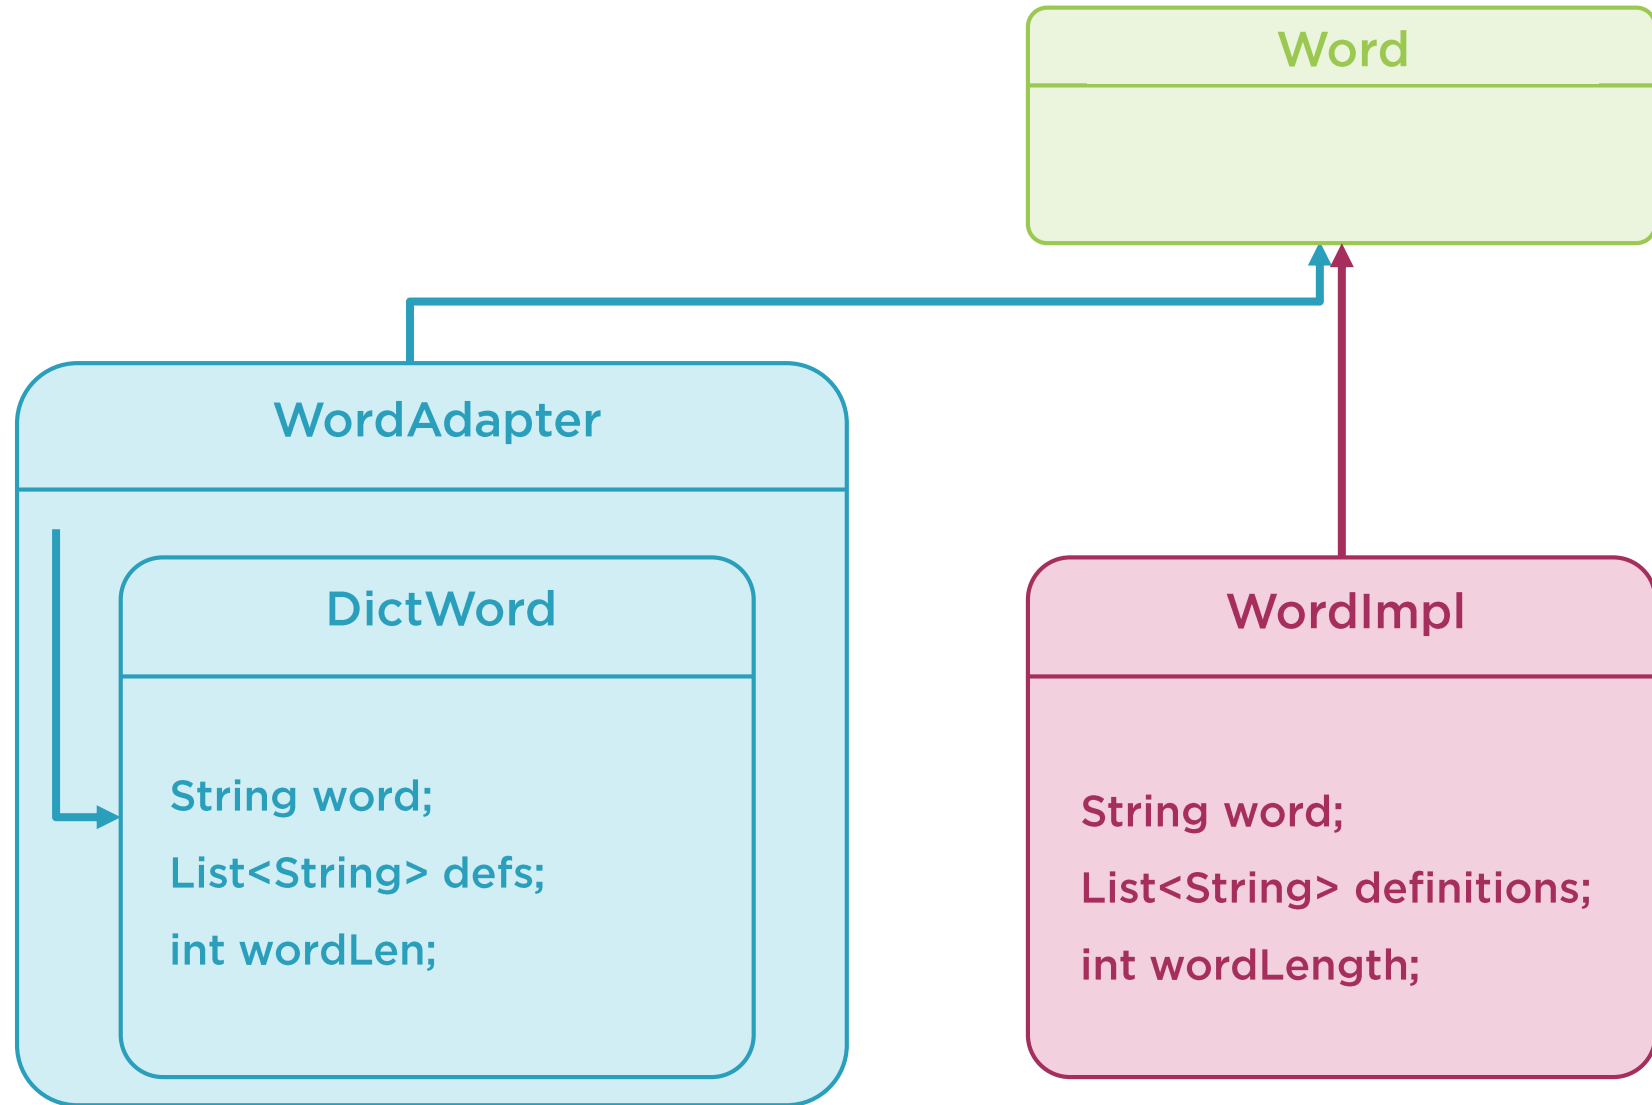 Word
WordAdapter
DictWord
String word;
List<String> defs;
int wordLen;
WordImpl
String word;
List<String> definitions;
int wordLength;